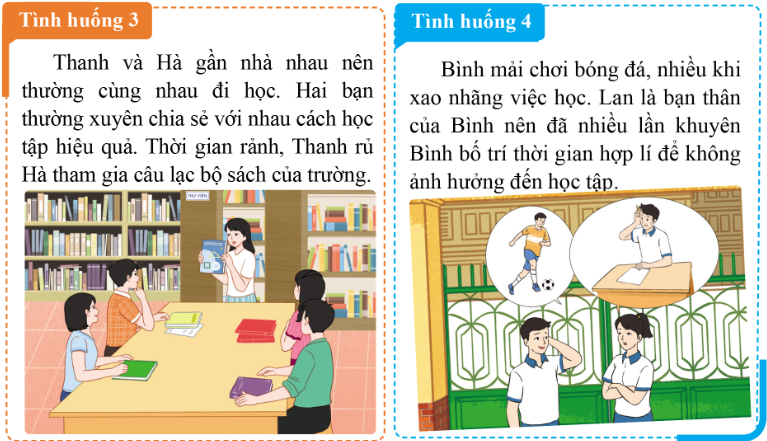 Tình huống 3
Thanh và Hà gần nhà nhau nên
thường cùng nhau đi học. Hai bạn
thường xuyên chia sẻ với nhau cách học
tập hiệu quả. Thời gian rảnh, Thanh rủ
Hà tham gia câu lạc bộ sách của trường.
THƯ VIỆN
Tình huống 4
Bình mải chơi bóng đá, nhiều khi
xao nhãng việc học. Lan là bạn thân
của Bình nên đã nhiều lần khuyên
Bình bố trí thời gian hợp lí để không
ảnh hưởng đến học tập.